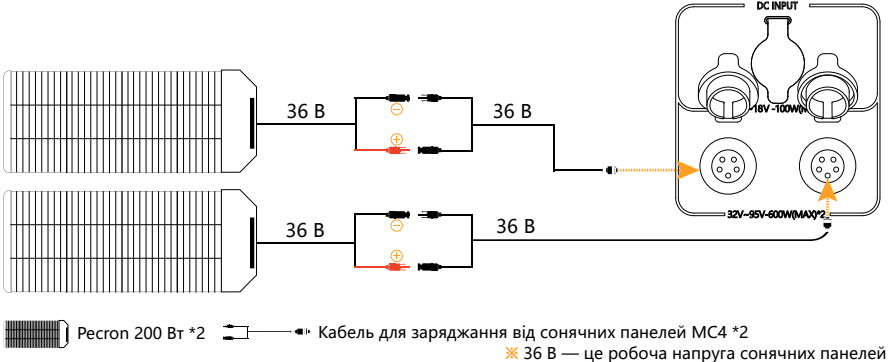 DC INPUT
36 В
36 В
~18V -100W(
36 В
36 В
32V~95V-600W(MAX)*2
Pecron 200 Вт *2
Кабель для заряджання від сонячних панелей MC4 *2
※ 36 В — це робоча напруга сонячних панелей